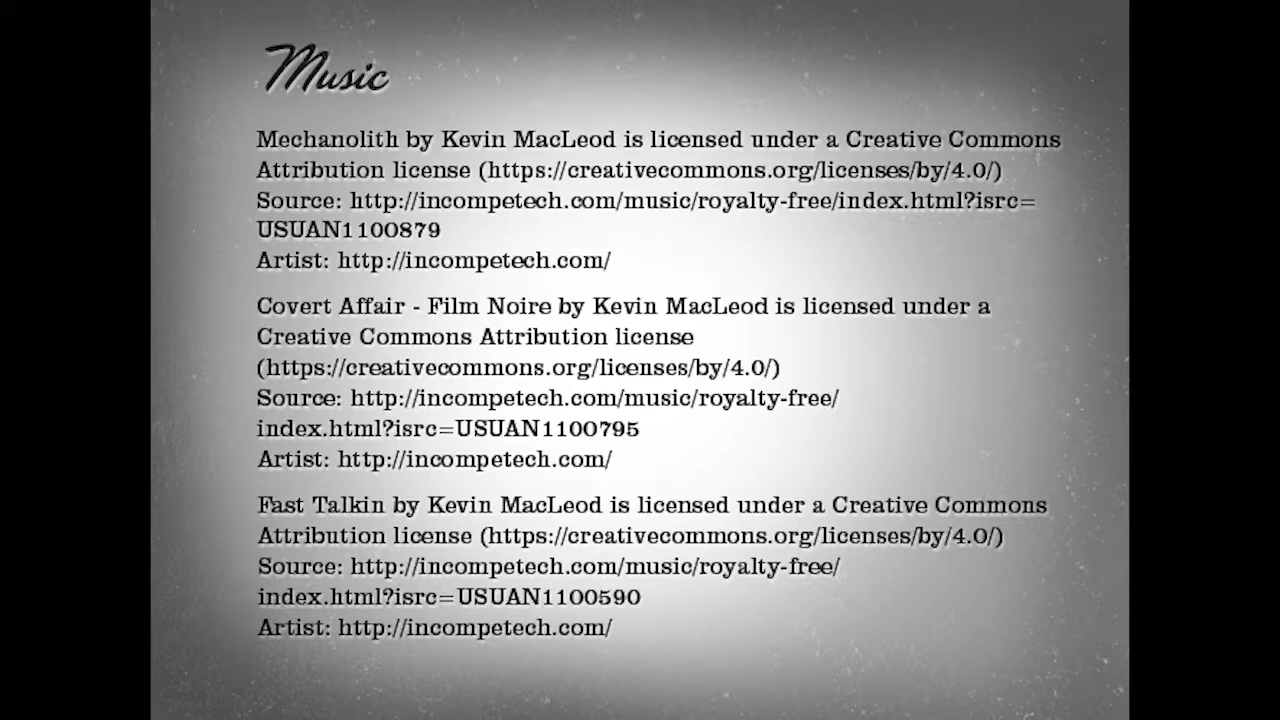 Music
Mechanolith by Kevin MacLeod is licensed under a Creative Commons
Attribution license (https://creativecommons.org/licenses/by/4.0/)
Source: http://incompetech.com/music/royalty-free/index.html?isrc=
USUAN1100879
Artist: http://incompetech.com/
Covert Affair - Film Noire by Kevin MacLeod is licensed under a
Creative Commons Attribution license
(https://creativecommons.org/licenses/by/4.0/)
Source: http://incompetech.com/music/royalty-free/
index.html?isrc=USUAN1100795
Artist: http://incompetech.com/
Fast Talkin by Kevin MacLeod is licensed under a Creative Commons
Attribution license (https://creativecommons.org/licenses/by/4.0/)
Source: http://incompetech.com/music/royalty-free/
index.html?isrc=USUAN1100590
Artist: http://incompetech.com/